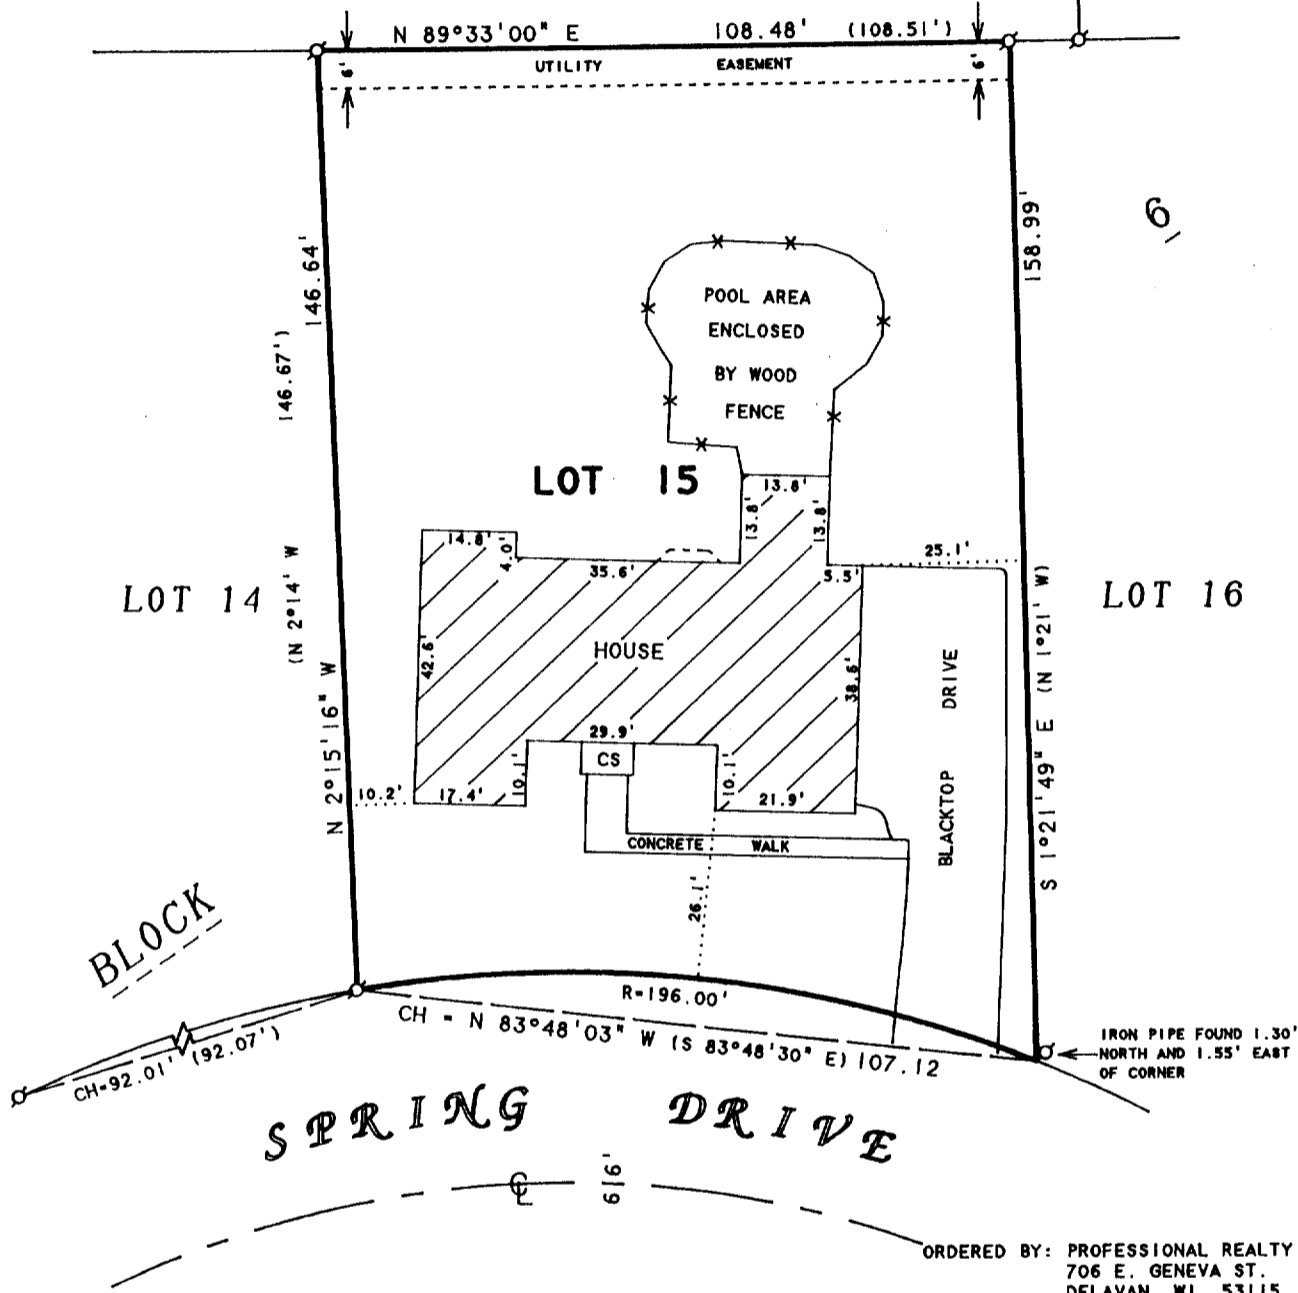 N 89°33'00" E 108.48' (108.51')
6' UTILITY EASEMENT 6'
146.64'
(146.67')
158.99'
6
POOL AREA
ENCLOSED
BY WOOD
FENCE
LOT 15
13.8'
13.8' 13.8'
14.8'
4.0'
35.6'
5.5'
25.1'
LOT 14
(N 2°14' W)
N 2°15'16" W
LOT 16
S 1°21'49" E (N 1°21' W)
42.6'
HOUSE
38.6'
BLACKTOP DRIVE
29.9'
CS
10.1'
10.1'
10.2'
17.4'
21.9'
CONCRETE WALK
26.1'
BLOCK
R=196.00'
CH = N 83°48'03" W (S 83°48'30" E) 107.12
CH=92.01' (92.07')
IRON PIPE FOUND 1.30'
NORTH AND 1.55' EAST
OF CORNER
SPRING DRIVE
℄
66'
ORDERED BY: PROFESSIONAL REALTY
706 E. GENEVA ST.
DELAVAN, WI 53115